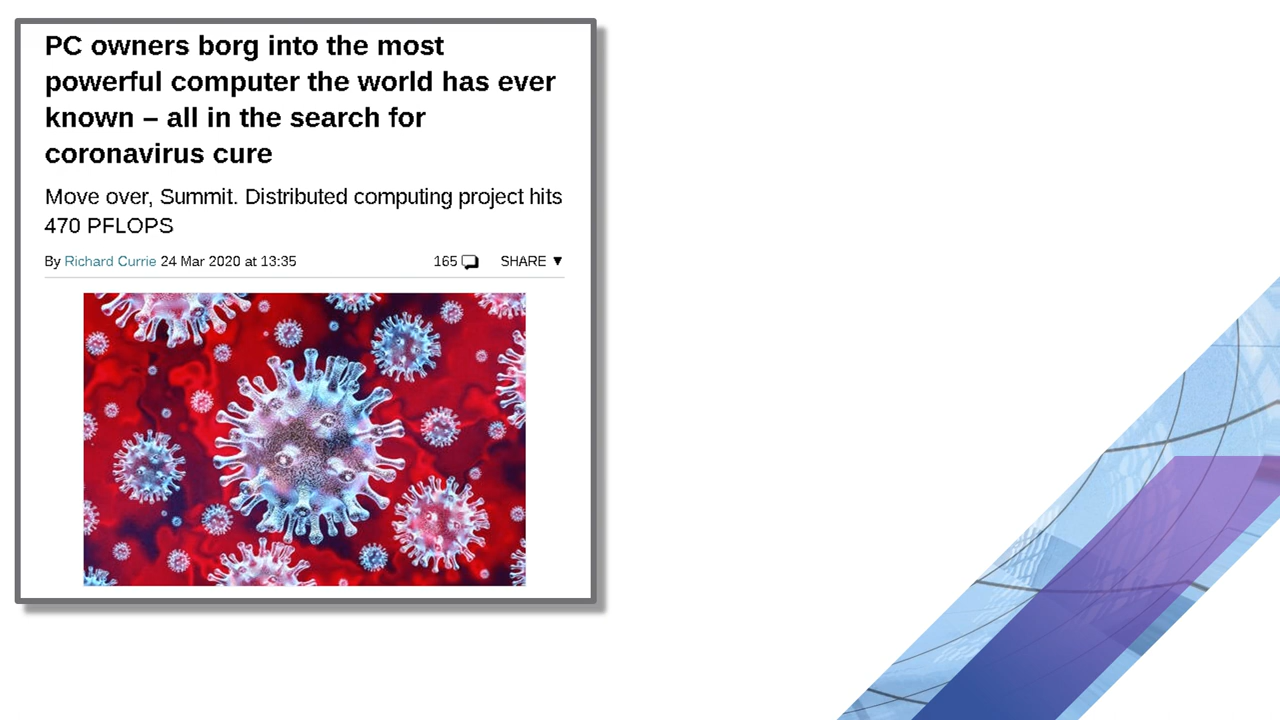 PC owners borg into the most
powerful computer the world has ever
known – all in the search for
coronavirus cure
Move over, Summit. Distributed computing project hits
470 PFLOPS
By Richard Currie 24 Mar 2020 at 13:35 165 SHARE ▼